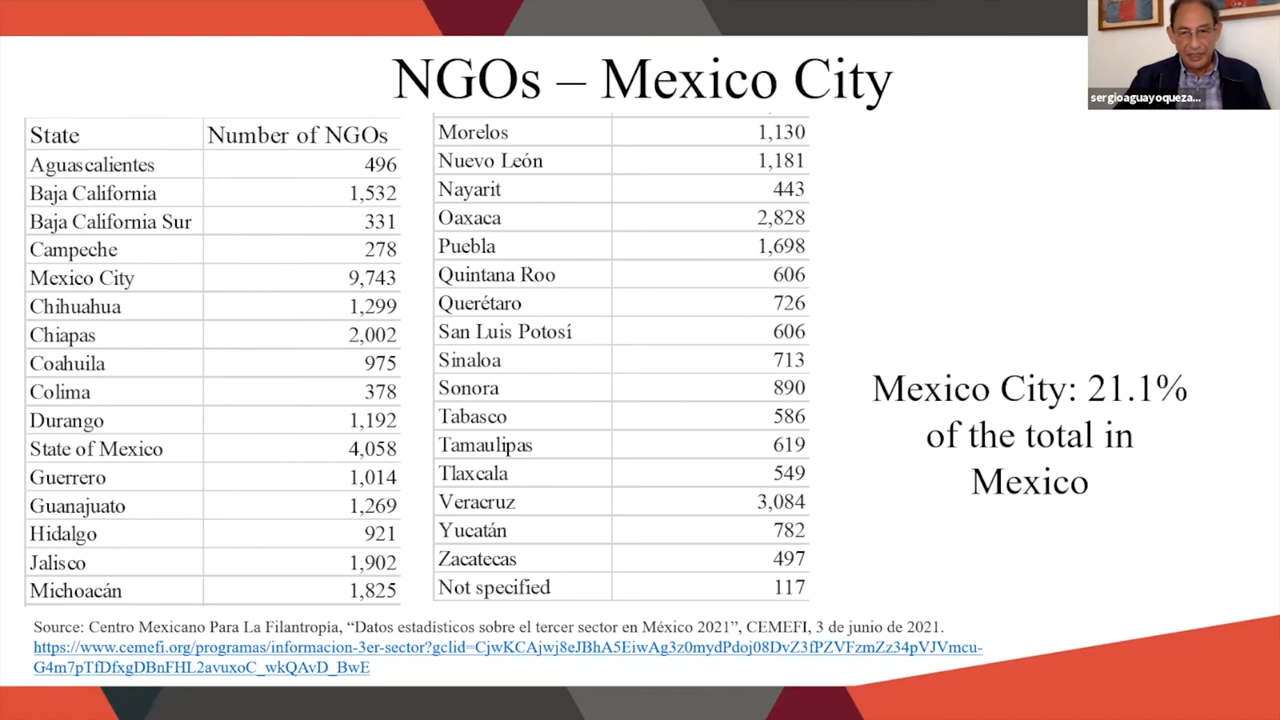 NGOs – Mexico City
sergioaguayoqueza...
State Number of NGOs
Aguascalientes 496
Baja California 1,532
Baja California Sur 331
Campeche 278
Mexico City 9,743
Chihuahua 1,299
Chiapas 2,002
Coahuila 975
Colima 378
Durango 1,192
State of Mexico 4,058
Guerrero 1,014
Guanajuato 1,269
Hidalgo 921
Jalisco 1,902
Michoacán 1,825
Morelos 1,130
Nuevo León 1,181
Nayarit 443
Oaxaca 2,828
Puebla 1,698
Quintana Roo 606
Querétaro 726
San Luis Potosí 606
Sinaloa 713
Sonora 890
Tabasco 586
Tamaulipas 619
Tlaxcala 549
Veracruz 3,084
Yucatán 782
Zacatecas 497
Not specified 117
Mexico City: 21.1%
of the total in
Mexico
Source: Centro Mexicano Para La Filantropía, “Datos estadísticos sobre el tercer sector en México 2021”, CEMEFI, 3 de junio de 2021.
https://www.cemefi.org/programas/informacion-3er-sector?gclid=CjwKCAjwj8eJBhA5EiwAg3z0mydPdoj08DvZ3fPZVFzmZz34pVJVmcu-
G4m7pTfDfxgDBnFHL2avuxoC_wkQAvD_BwE